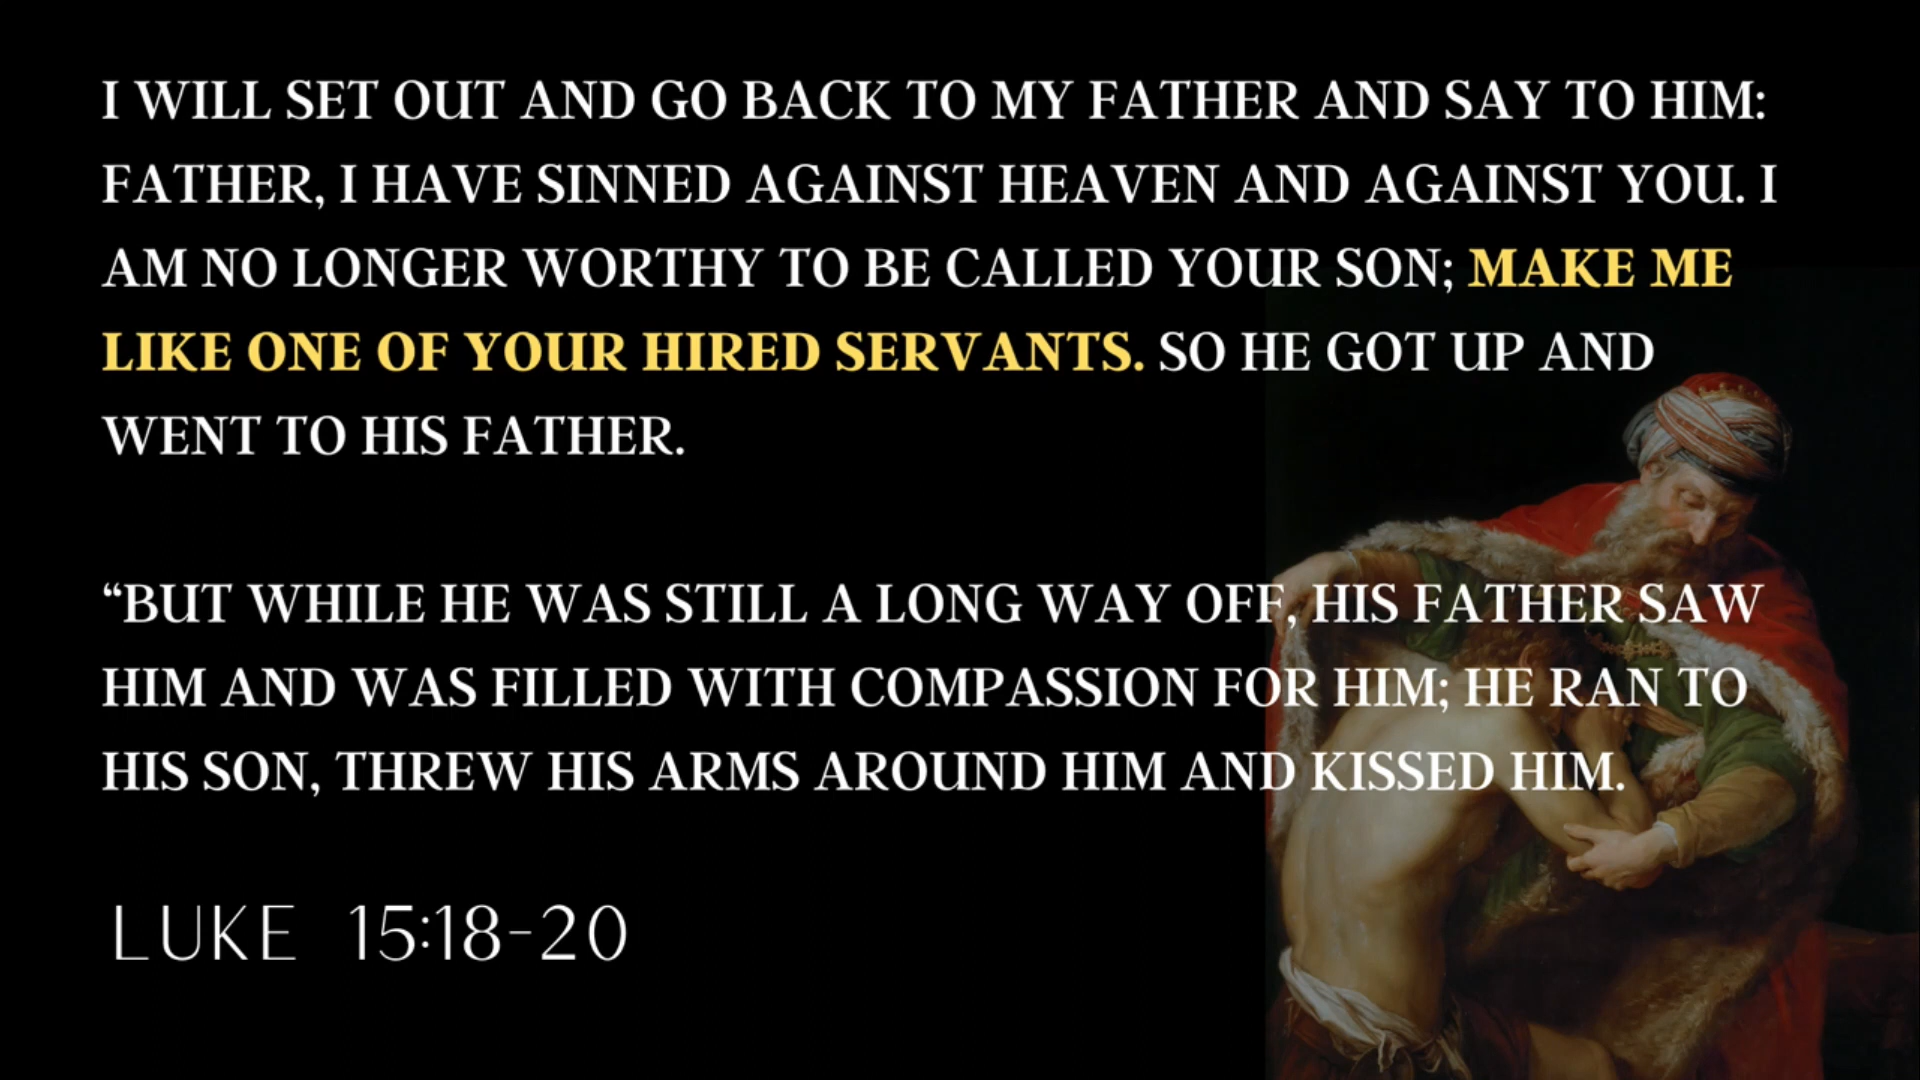 I WILL SET OUT AND GO BACK TO MY FATHER AND SAY TO HIM:
FATHER, I HAVE SINNED AGAINST HEAVEN AND AGAINST YOU. I
AM NO LONGER WORTHY TO BE CALLED YOUR SON; MAKE ME
LIKE ONE OF YOUR HIRED SERVANTS. SO HE GOT UP AND
WENT TO HIS FATHER.
“BUT WHILE HE WAS STILL A LONG WAY OFF, HIS FATHER SAW
HIM AND WAS FILLED WITH COMPASSION FOR HIM; HE RAN TO
HIS SON, THREW HIS ARMS AROUND HIM AND KISSED HIM.
LUKE 15:18-20